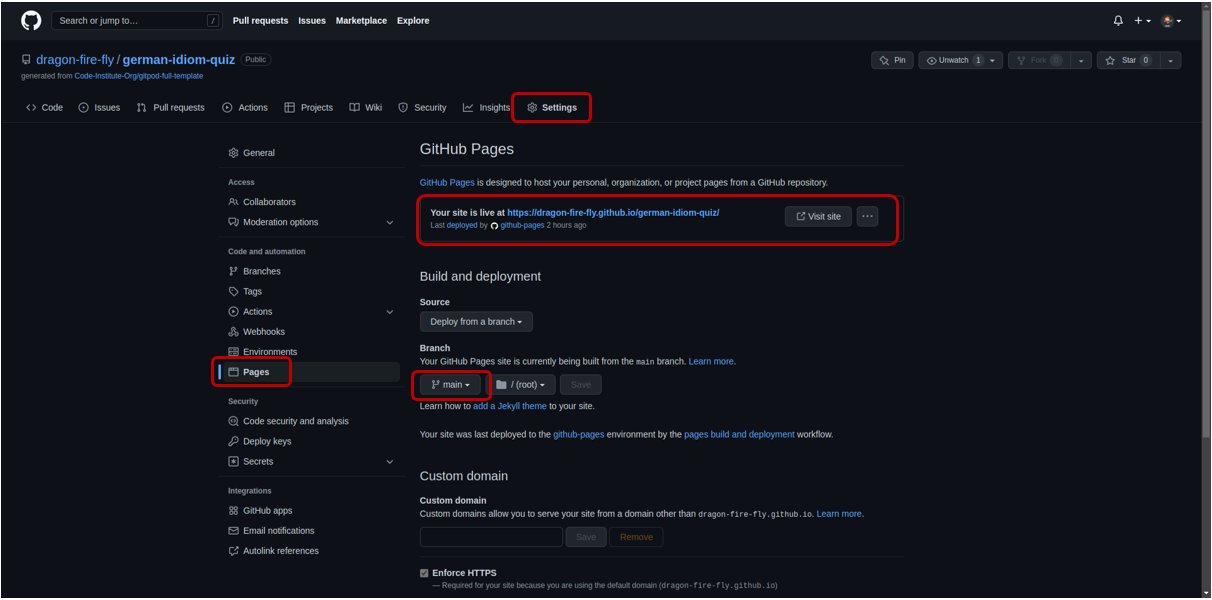 Search or jump to… /
Pull requests Issues Marketplace Explore
dragon-fire-fly / german-idiom-quiz Public
generated from Code-Institute-Org/gitpod-full-template
Pin Unwatch 1 Fork 0 Star 0
Code Issues Pull requests Actions Projects Wiki Security Insights Settings
General
Access
Collaborators
Moderation options
Code and automation
Branches
Tags
Actions
Webhooks
Environments
Pages
Security
Code security and analysis
Deploy keys
Secrets
Integrations
GitHub apps
Email notifications
Autolink references
GitHub Pages
GitHub Pages is designed to host your personal, organization, or project pages from a GitHub repository.
Your site is live at https://dragon-fire-fly.github.io/german-idiom-quiz/
Last deployed by github-pages 2 hours ago
Visit site
Build and deployment
Source
Deploy from a branch
Branch
Your GitHub Pages site is currently being built from the main branch. Learn more.
main / (root) Save
Learn how to add a Jekyll theme to your site.
Your site was last deployed to the github-pages environment by the pages build and deployment workflow.
Custom domain
Custom domain
Custom domains allow you to serve your site from a domain other than dragon-fire-fly.github.io. Learn more.
Save Remove
Enforce HTTPS
— Required for your site because you are using the default domain (dragon-fire-fly.github.io)